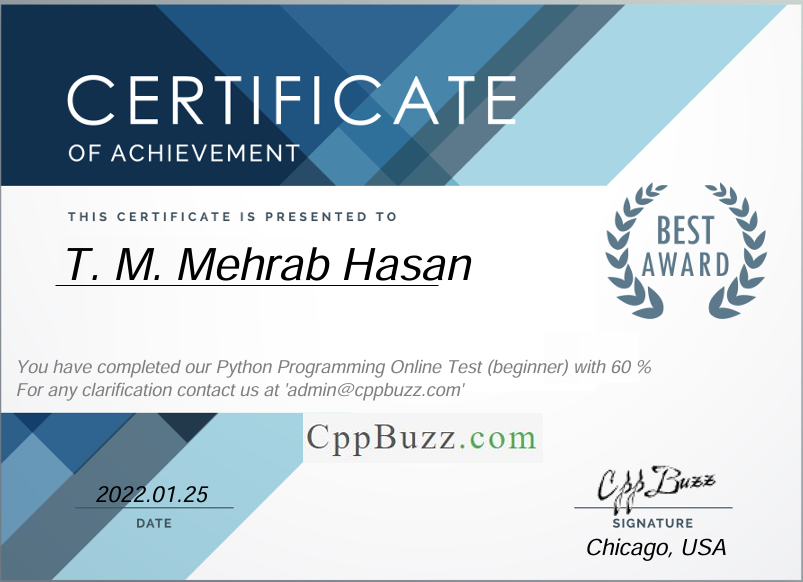 CERTIFICATE
OF ACHIEVEMENT
THIS CERTIFICATE IS PRESENTED TO
T. M. Mehrab Hasan
BEST
AWARD
You have completed our Python Programming Online Test (beginner) with 60 %
For any clarification contact us at 'admin@cppbuzz.com'
CppBuzz.com
2022.01.25
DATE
CppBuzz
SIGNATURE
Chicago, USA